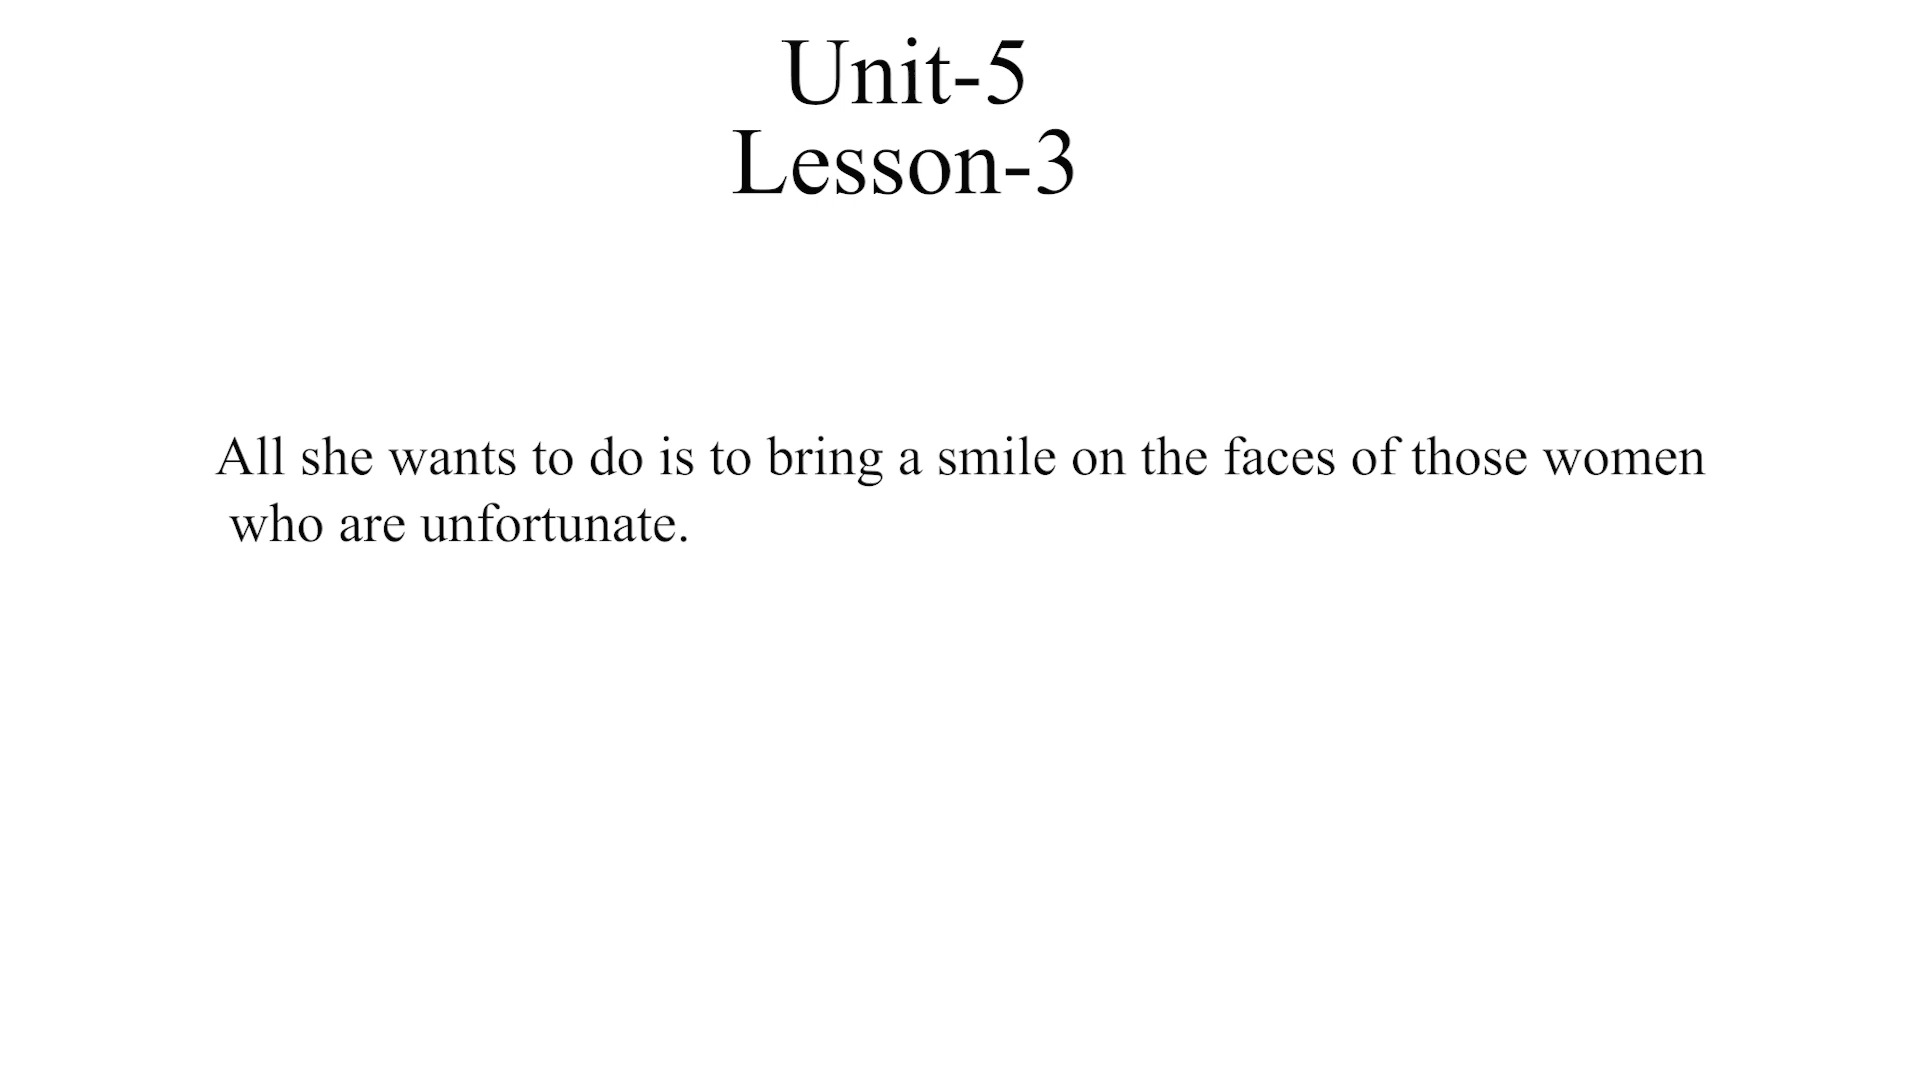 Unit-5
Lesson-3
All she wants to do is to bring a smile on the faces of those women
who are unfortunate.